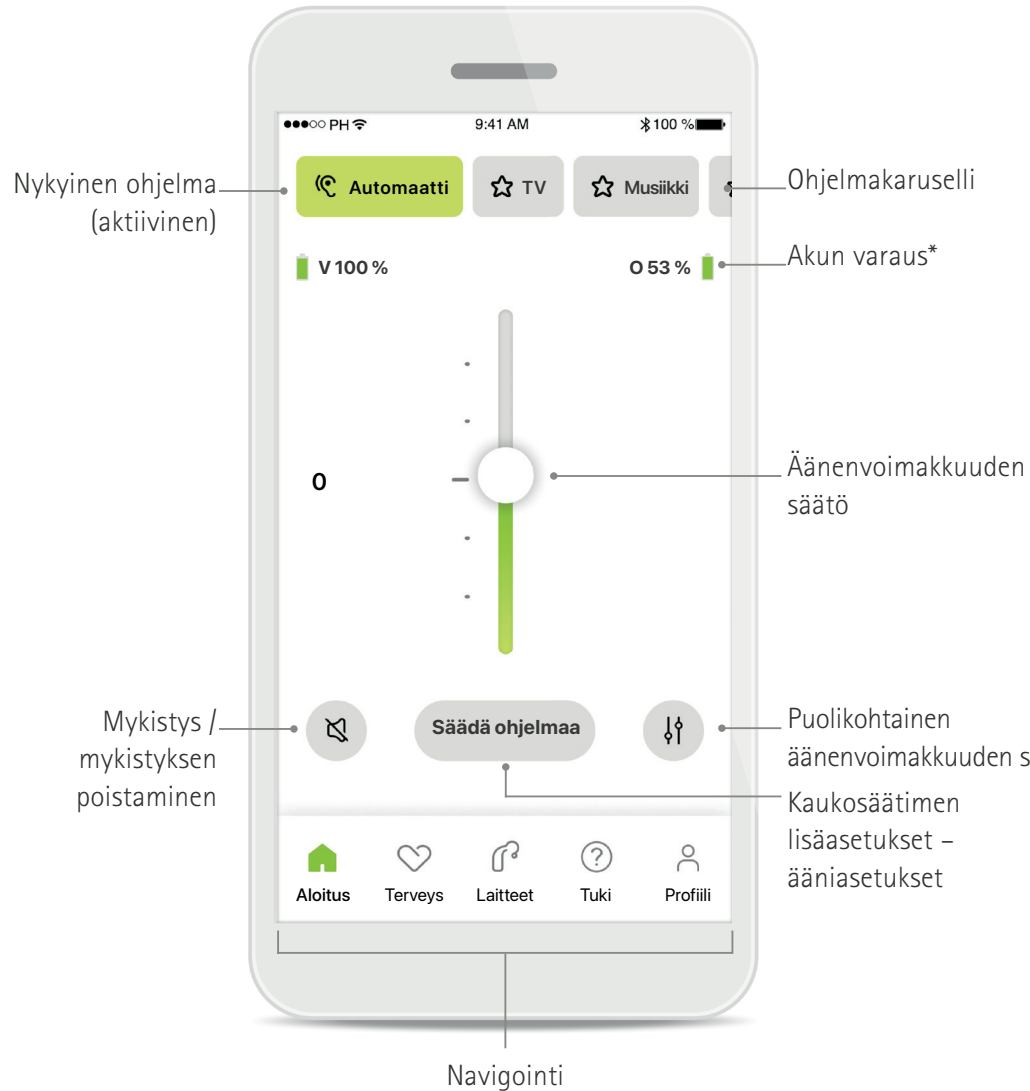 PH 9:41 AM 100 %
Nykyinen ohjelma
(aktiivinen)
Automaatti TV Musiikki
Ohjelmakaruselli
V 100 % O 53 %
Akun varaus*
0
Äänenvoimakkuuden
säätö
Mykistys /
mykistyksen
poistaminen
Säädä ohjelmaa
Puolikohtainen
äänenvoimakkuuden s
Kaukosäätimen
lisäasetukset –
ääniasetukset
Aloitus Terveys Laitteet Tuki Profiili
Navigointi